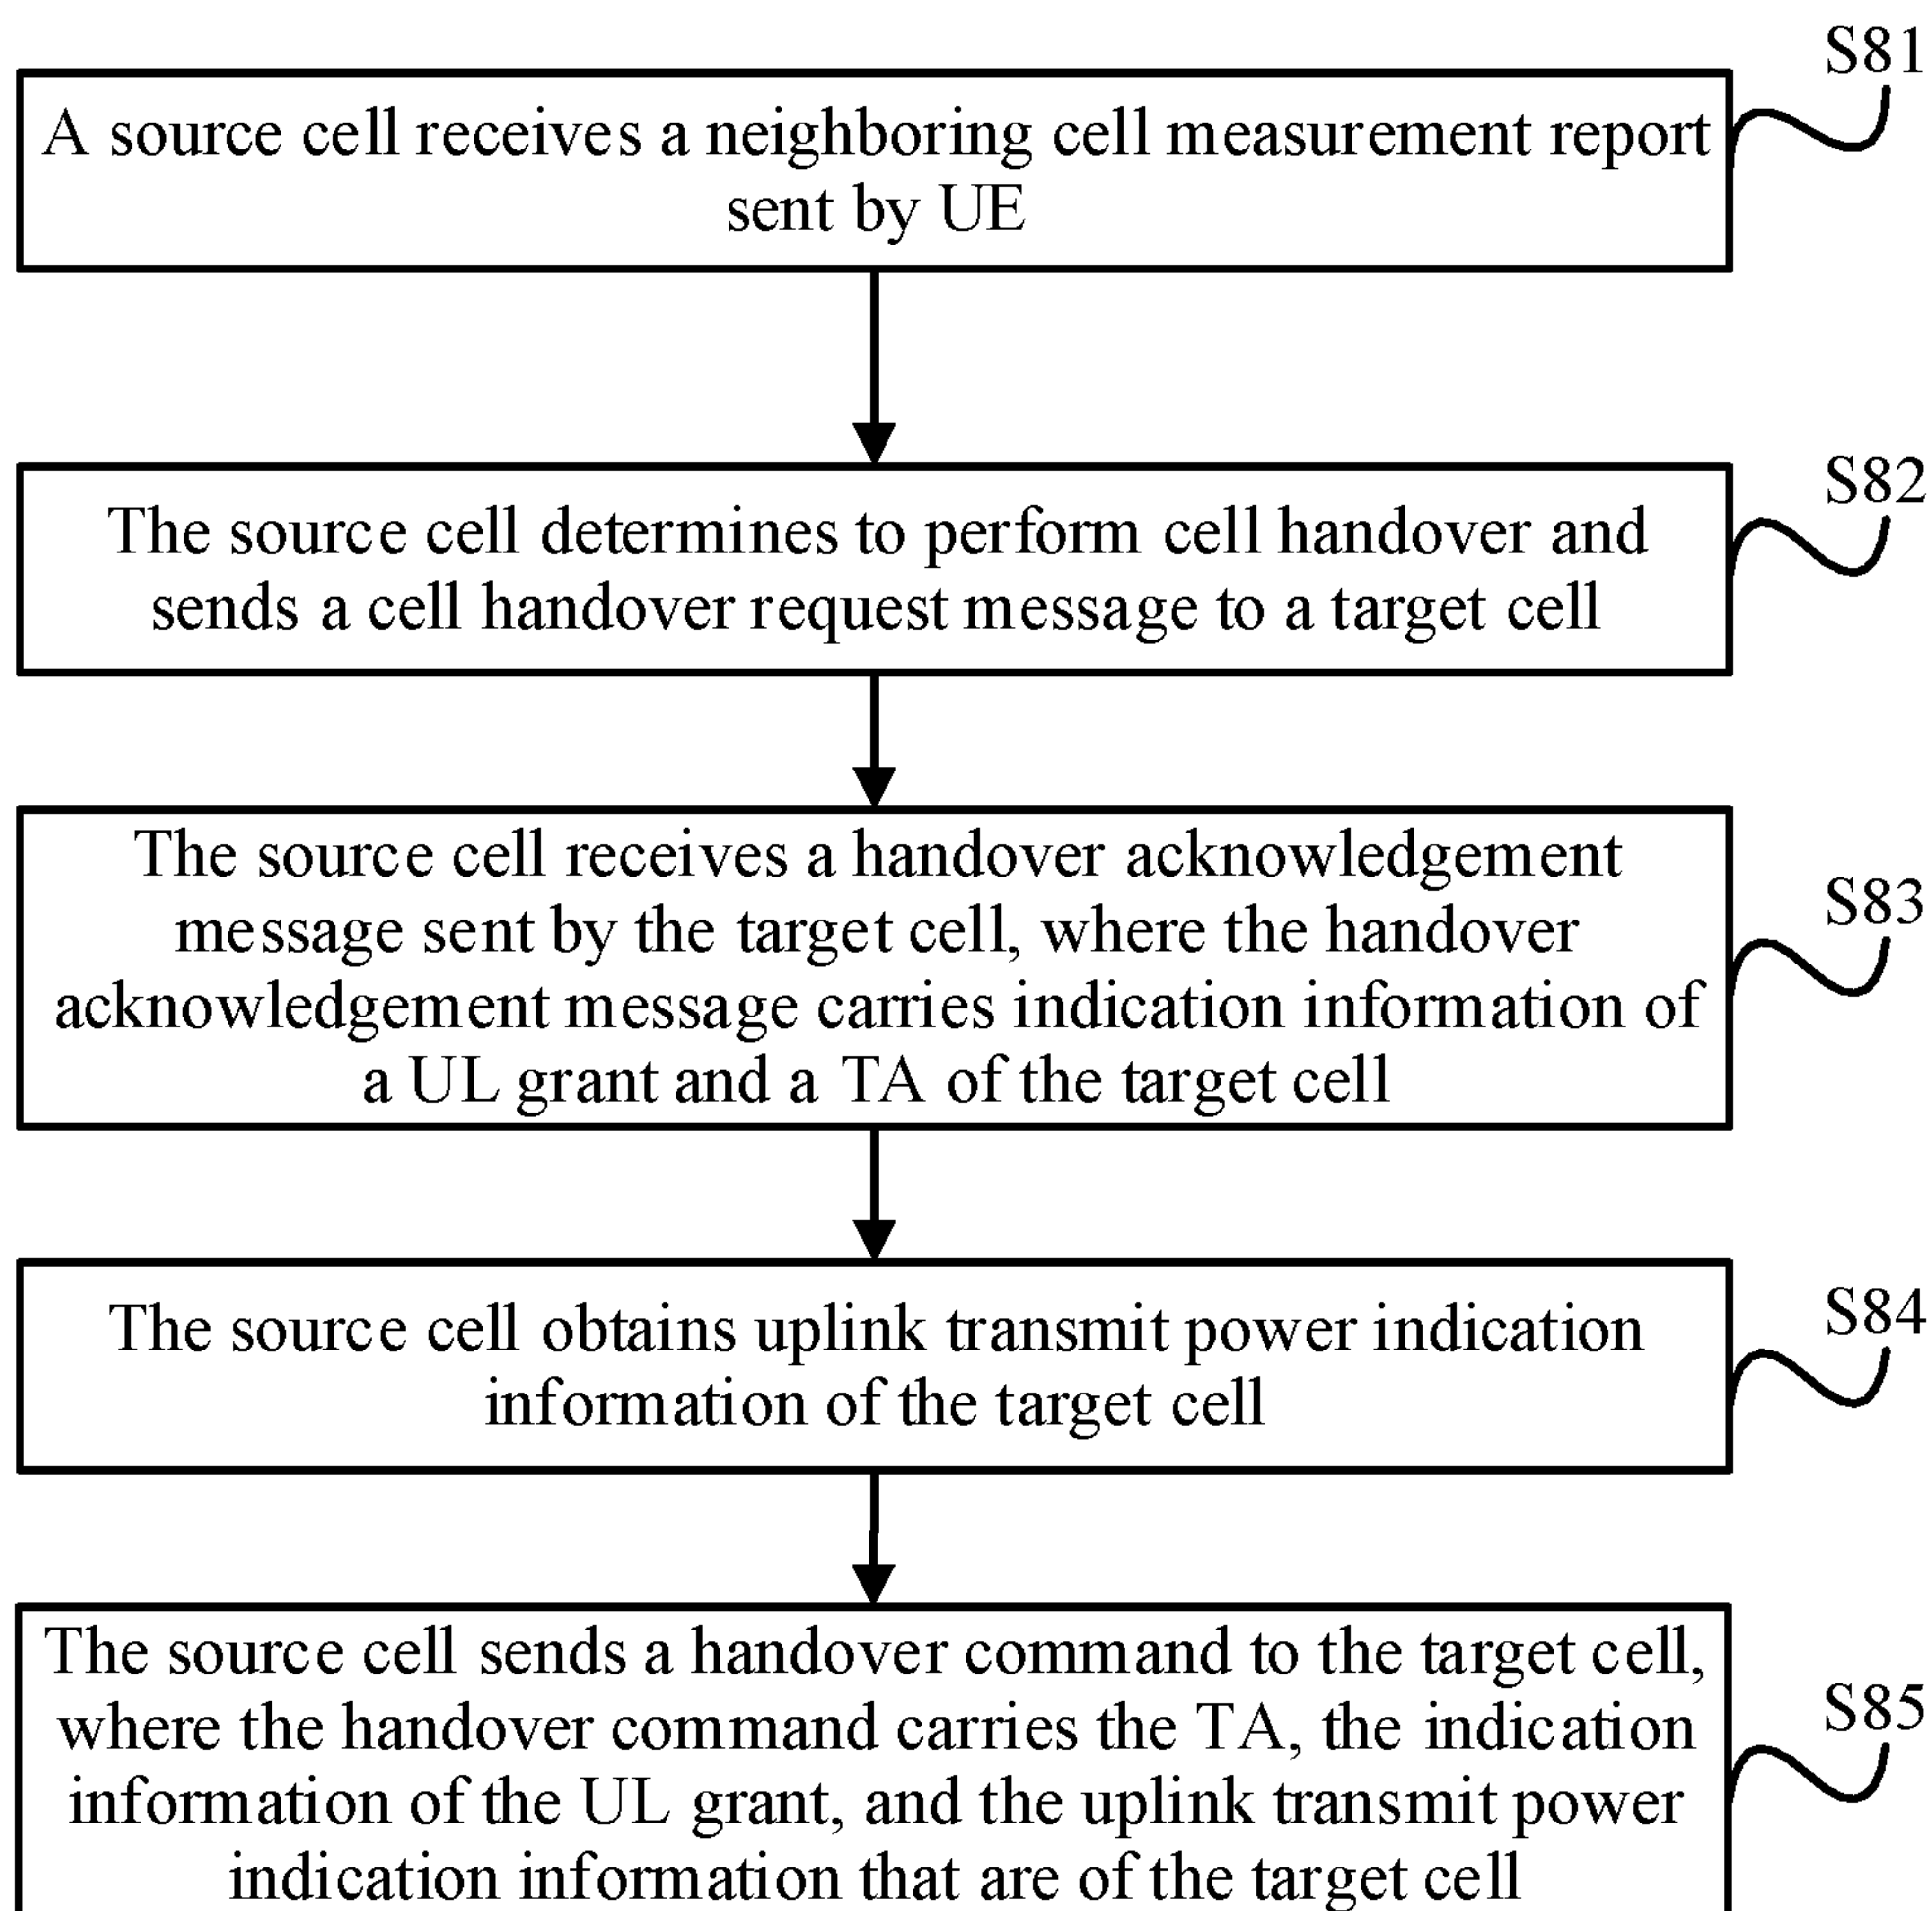 S81
A source cell receives a neighboring cell measurement report
sent by UE
S82
The source cell determines to perform cell handover and
sends a cell handover request message to a target cell
The source cell receives a handover acknowledgement
S83
message sent by the target cell, where the handover
acknowledgement message carries indication information of
a UL grant and a TA of the target cell
S84
The source cell obtains uplink transmit power indication
information of the target cell
The source cell sends a handover command to the target cell,
S85
where the handover command carries the TA, the indication
information of the UL grant, and the uplink transmit power
indication information that are of the target cell